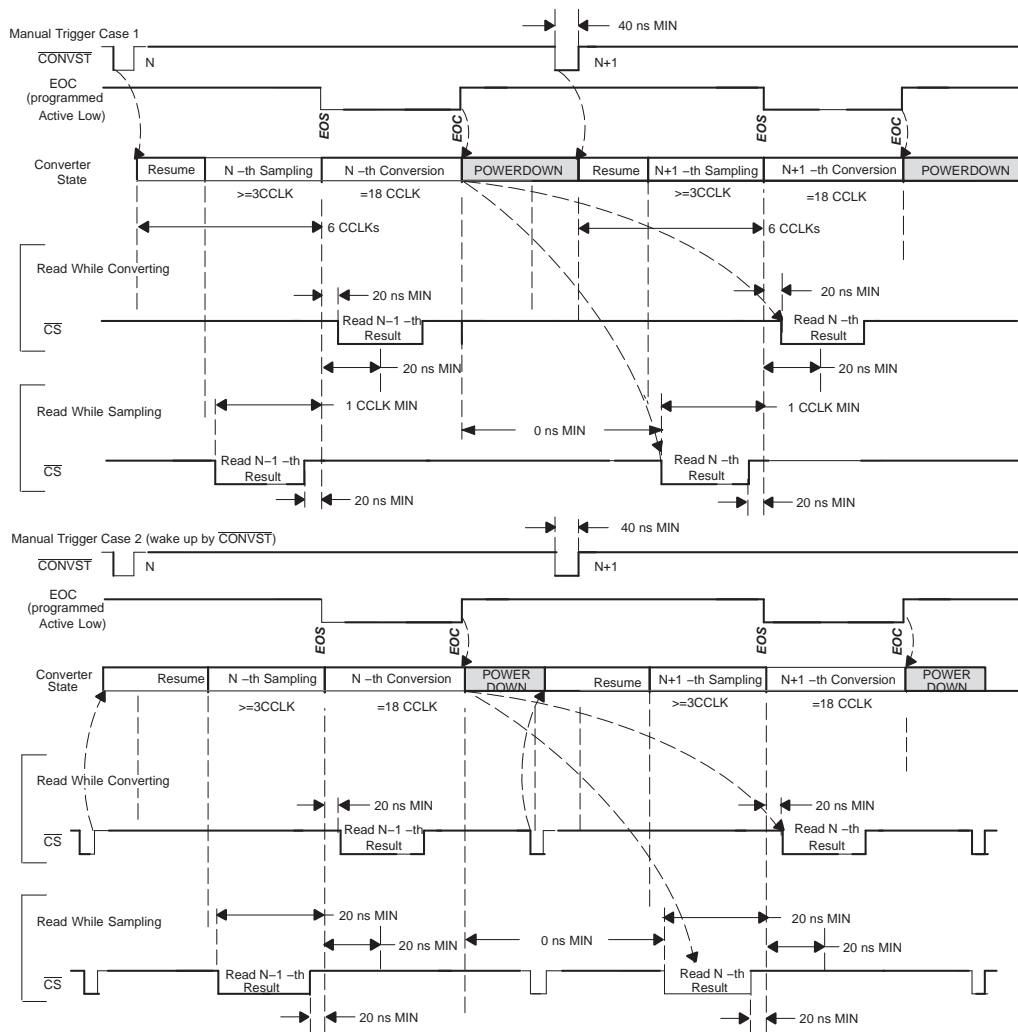 40 ns MIN
Manual Trigger Case 1
CONVST
N
N+1
EOC
(programmed
Active Low)
EOS
EOC
EOS
EOC
Converter
State
Resume
N −th Sampling
N −th Conversion
POWERDOWN
Resume
N+1 −th Sampling
N+1 −th Conversion
POWERDOWN
>=3CCLK
=18 CCLK
>=3CCLK
=18 CCLK
6 CCLKs
6 CCLKs
Read While Converting
20 ns MIN
20 ns MIN
CS
Read N−1 −th
Result
Read N −th
Result
20 ns MIN
20 ns MIN
Read While Sampling
1 CCLK MIN
1 CCLK MIN
0 ns MIN
CS
Read N−1 −th
Result
Read N −th
Result
20 ns MIN
20 ns MIN
40 ns MIN
Manual Trigger Case 2 (wake up by CONVST)
CONVST
N
N+1
EOC
(programmed
Active Low)
EOS
EOC
EOS
EOC
Converter
State
Resume
N −th Sampling
N −th Conversion
POWER
DOWN
Resume
N+1 −th Sampling
N+1 −th Conversion
POWER
DOWN
>=3CCLK
=18 CCLK
>=3CCLK
=18 CCLK
Read While Converting
20 ns MIN
20 ns MIN
CS
Read N−1 −th
Result
Read N −th
Result
Read While Sampling
20 ns MIN
20 ns MIN
20 ns MIN
0 ns MIN
20 ns MIN
CS
Read N−1 −th
Result
Read N −th
Result
20 ns MIN
20 ns MIN